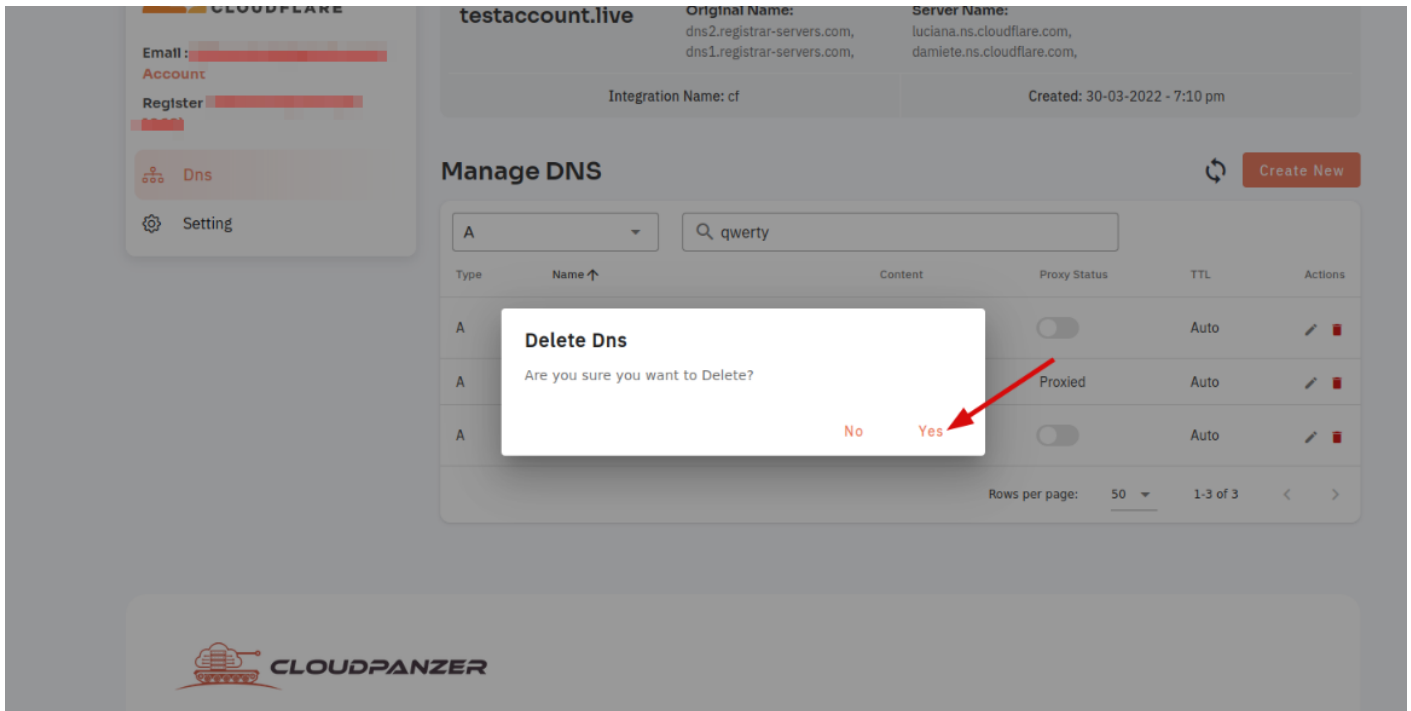 CLOUDFLARE
Email :
Account
Register
Dns
Setting
testaccount.live
Original Name:
dns2.registrar-servers.com,
dns1.registrar-servers.com,
Server Name:
luciana.ns.cloudflare.com,
damiete.ns.cloudflare.com,
Integration Name: cf
Created: 30-03-2022 - 7:10 pm
Manage DNS
Create New
A
qwerty
Type Name Content Proxy Status TTL Actions
A Auto
A Proxied Auto
A Auto
Delete Dns
Are you sure you want to Delete?
No Yes
Rows per page: 50 1-3 of 3
CLOUDPANZER